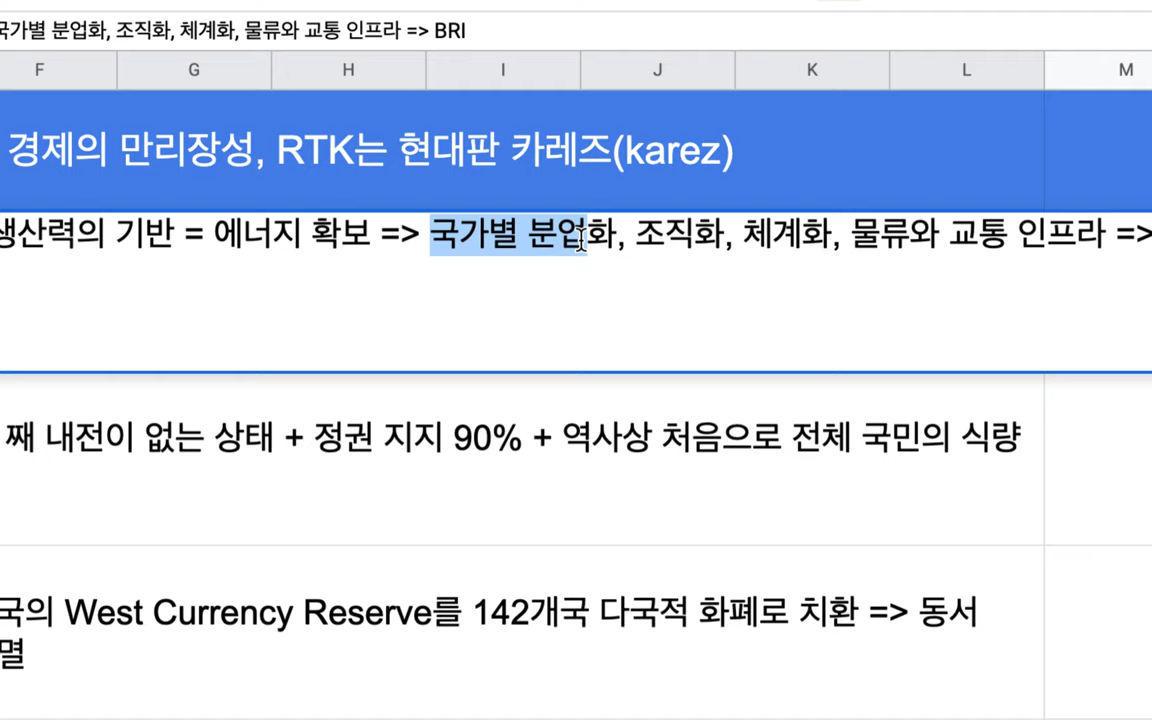 국가별 분업화, 조직화, 체계화, 물류와 교통 인프라 => BRI
F G H I J K L M
경제의 만리장성, RTK는 현대판 카레즈(karez)
생산력의 기반 = 에너지 확보 => 국가별 분업화, 조직화, 체계화, 물류와 교통 인프라 =>
째 내전이 없는 상태 + 정권 지지 90% + 역사상 처음으로 전체 국민의 식량
국의 West Currency Reserve를 142개국 다국적 화폐로 치환 => 동서
멸